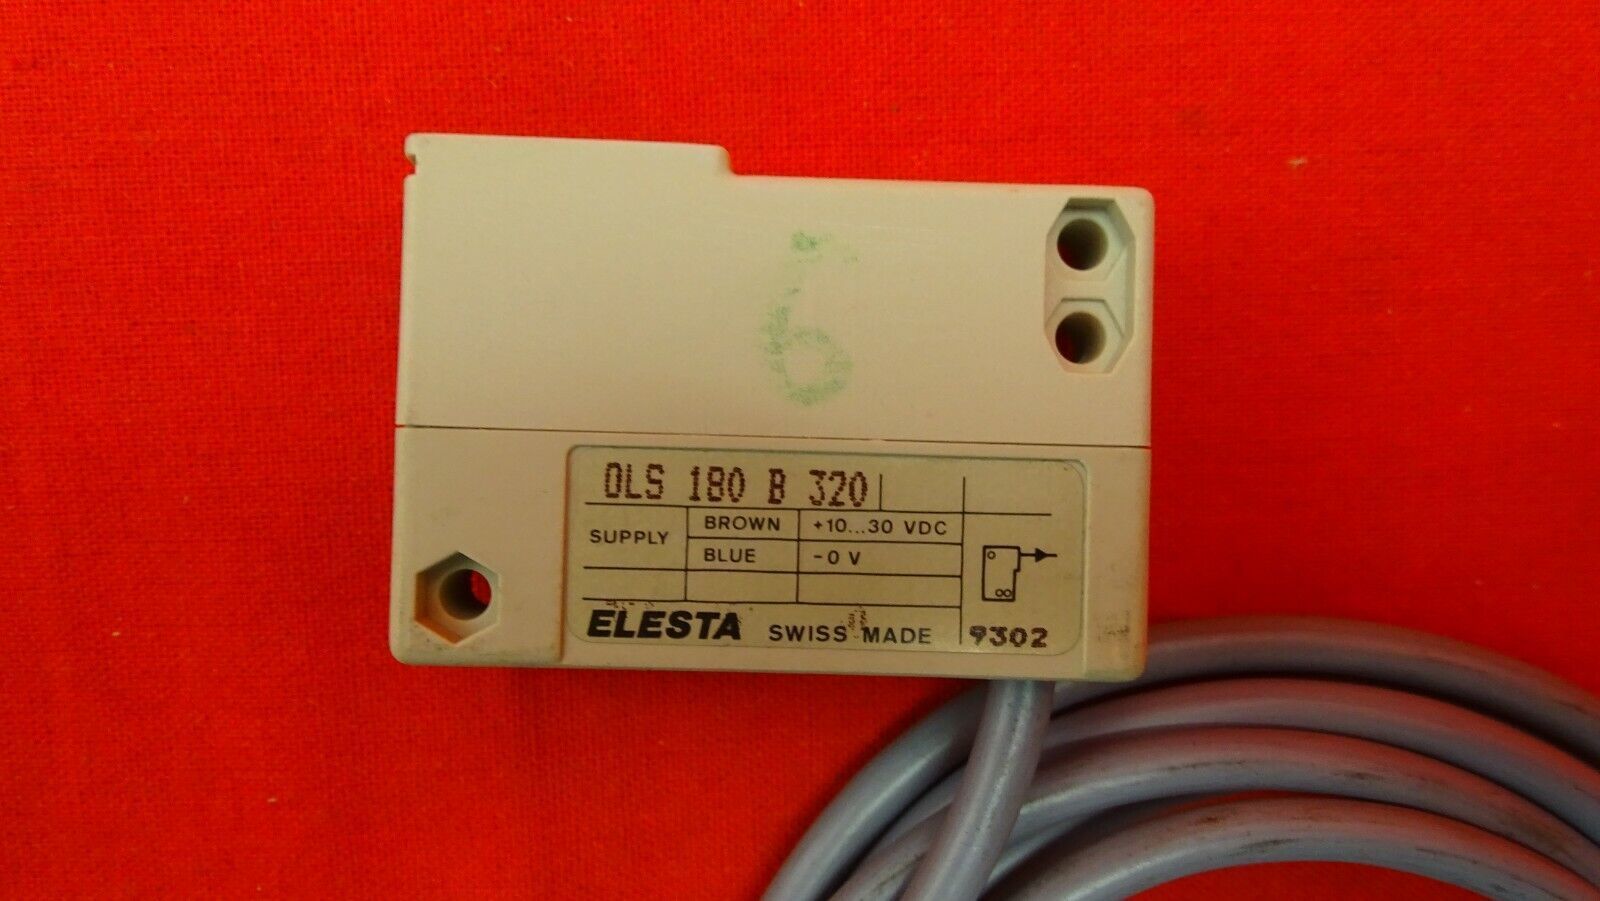 6
OLS 180 B 320
SUPPLY
BROWN +10...30 VDC
BLUE -0 V
ELESTA SWISS MADE 9302